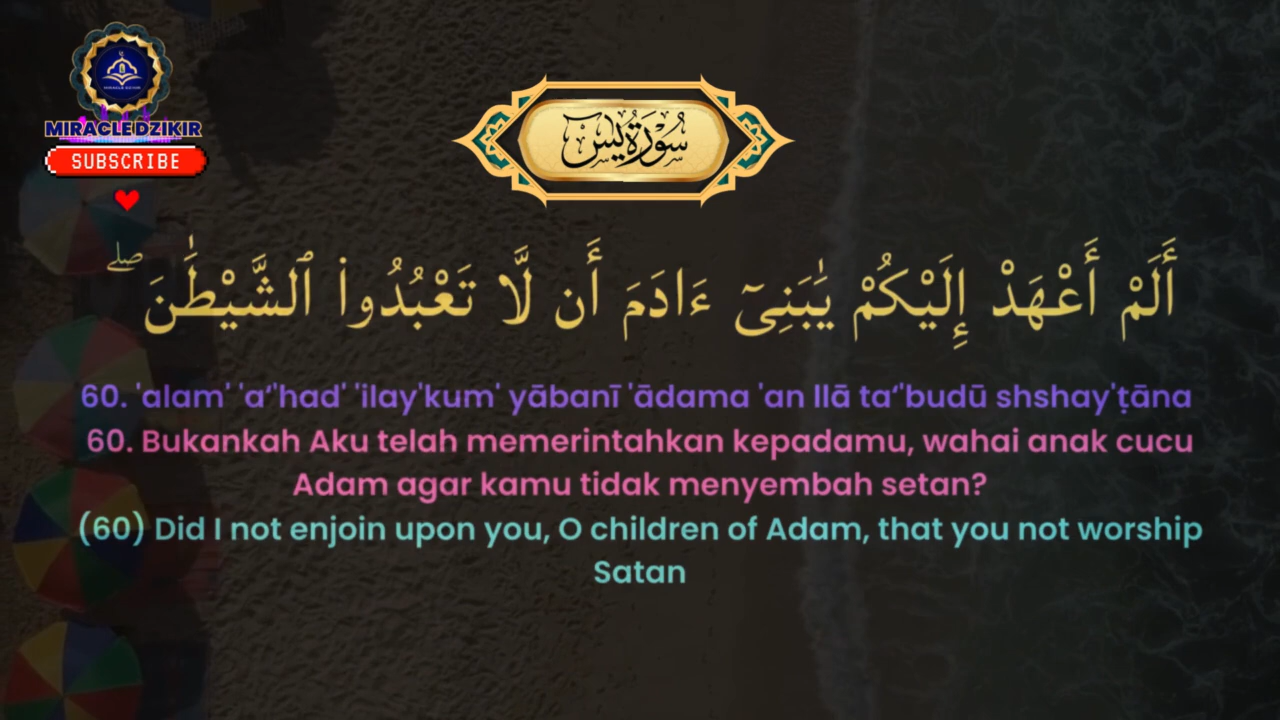 MIRACLE DZIKIR
SUBSCRIBE
سُورَةُ يسٓ
أَلَمْ أَعْهَدْ إِلَيْكُمْ يَٰبَنِىٓ ءَادَمَ أَن لَّا تَعْبُدُوا۟ ٱلشَّيْطَٰنَ ۖ
60. 'alam' 'a‘'had' 'ilay'kum' yābanī 'ādama 'an llā ta‘'budū shshay'ṭāna
60. Bukankah Aku telah memerintahkan kepadamu, wahai anak cucu
Adam agar kamu tidak menyembah setan?
(60) Did I not enjoin upon you, O children of Adam, that you not worship
Satan